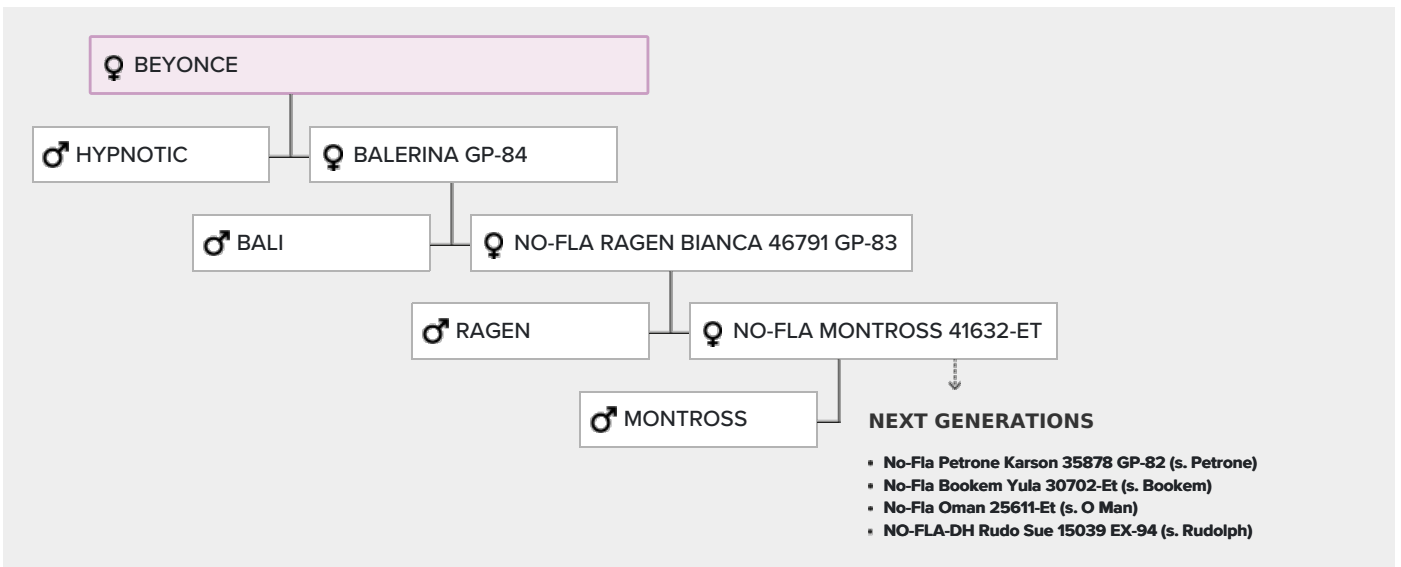 BEYONCE
HYPNOTIC
BALERINA GP-84
BALI
NO-FLA RAGEN BIANCA 46791 GP-83
RAGEN
NO-FLA MONTROSS 41632-ET
MONTROSS
NEXT GENERATIONS
No-Fla Petrone Karson 35878 GP-82 (s. Petrone)
No-Fla Bookem Yula 30702-Et (s. Bookem)
No-Fla Oman 25611-Et (s. O Man)
NO-FLA-DH Rudo Sue 15039 EX-94 (s. Rudolph)